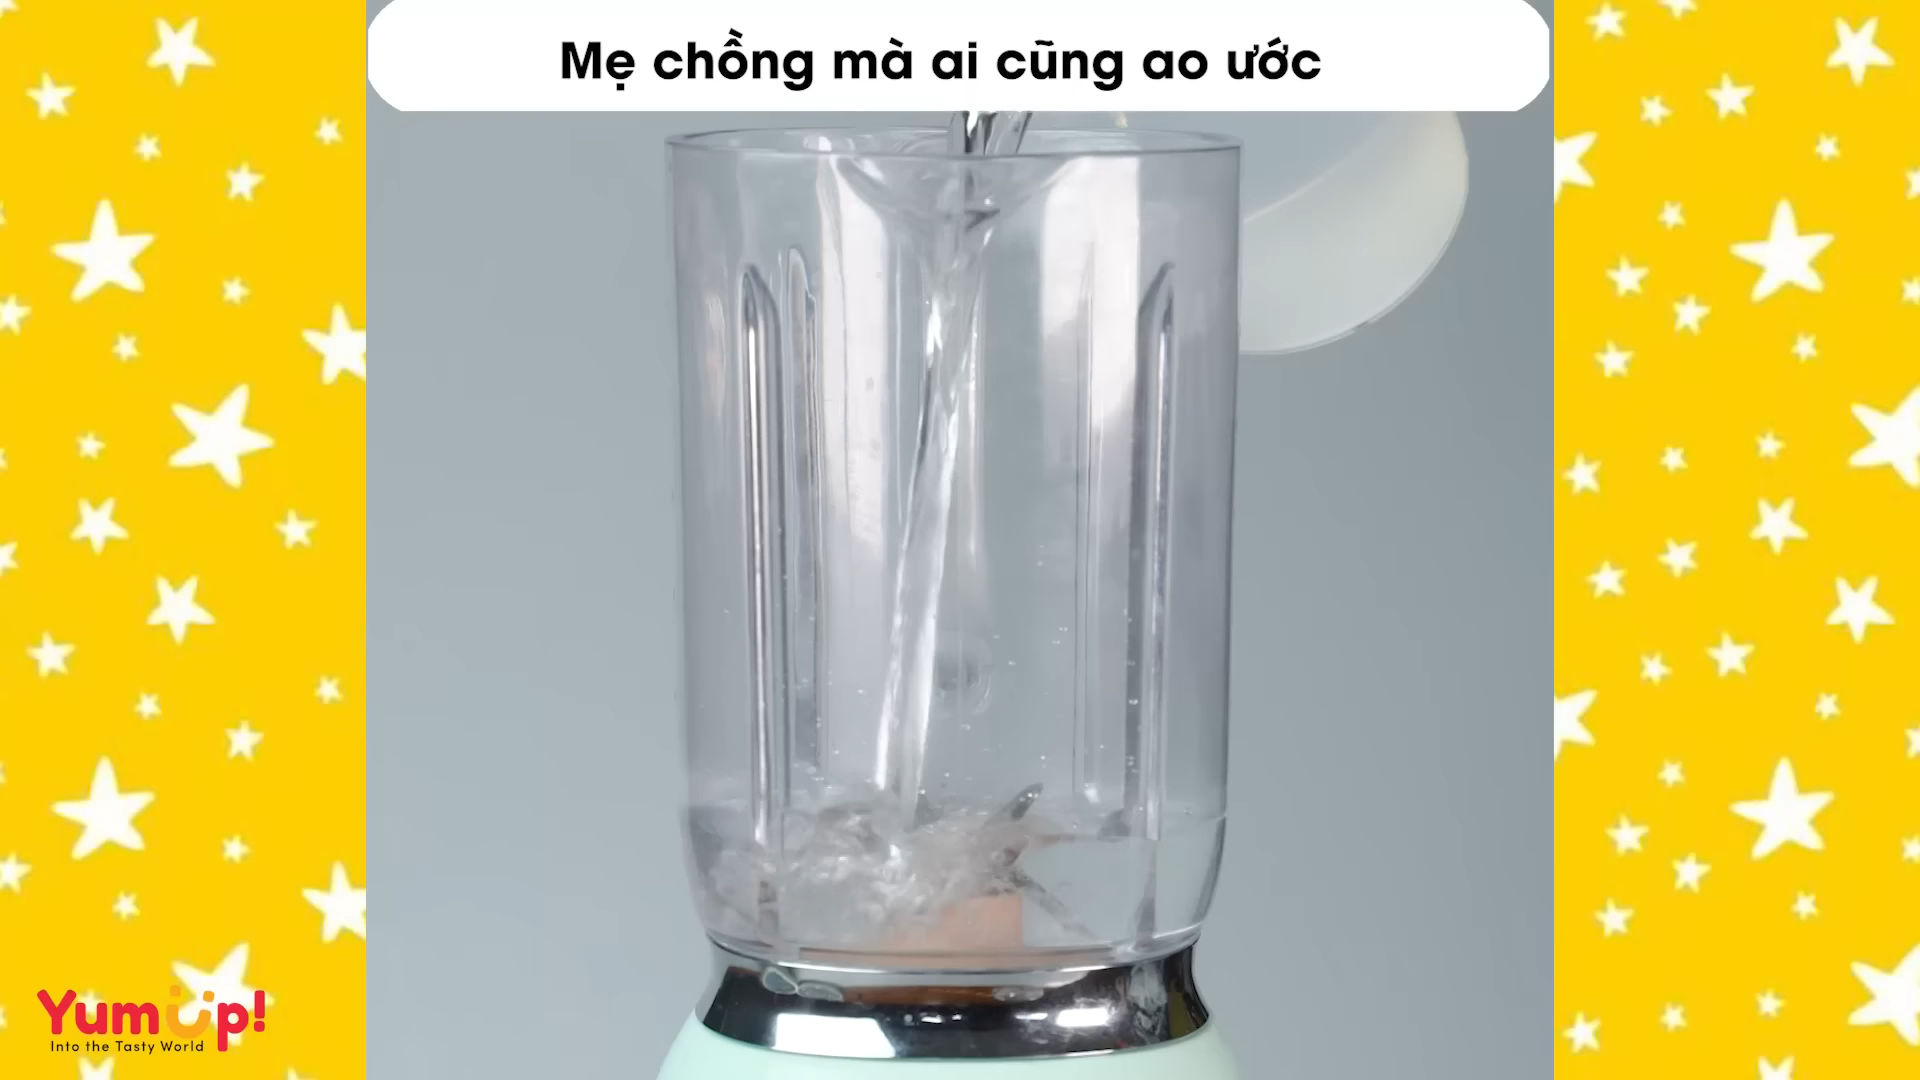 Mẹ chồng mà ai cũng ao ước
YumUp!
Into the Tasty World